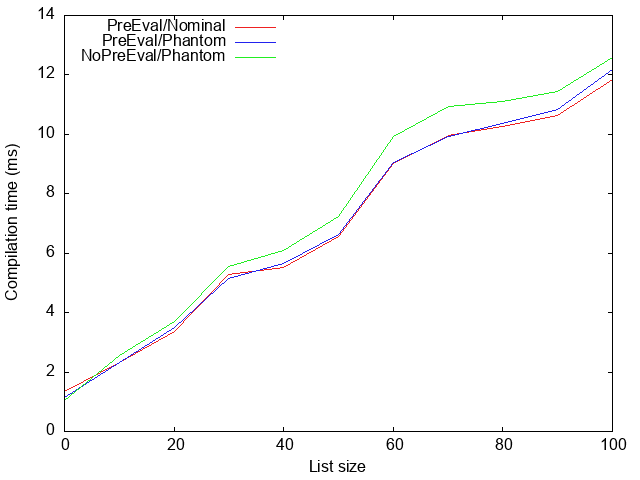 14
12
10
8
6
4
2
0
PreEval/Nominal
PreEval/Phantom
NoPreEval/Phantom
Compilation time (ms)
0 20 40 60 80 100
List size